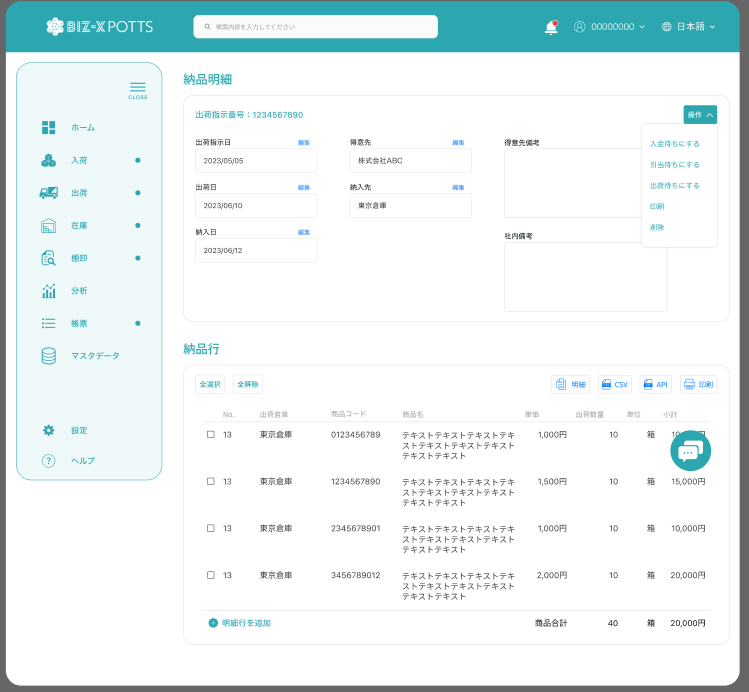 BIZ-X POTTS
検索内容を入力してください
00000000
日本語
CLOSE
ホーム
入荷
出荷
在庫
棚卸
分析
帳票
マスタデータ
設定
ヘルプ
納品明細
出荷指示番号：1234567890
操作
入金待ちにする
引当待ちにする
出荷待ちにする
印刷
削除
出荷指示日 編集
2023/05/05
得意先 編集
株式会社ABC
得意先備考
出荷日 編集
2023/06/10
納入先 編集
東京倉庫
納入日 編集
2023/06/12
社内備考
納品行
全選択 全解除 明細 CSV API 印刷
No. 出荷倉庫 商品コード 商品名 単価 出荷数量 単位 小計
13 東京倉庫 0123456789 テキストテキストテキストテキ 1,000円 10 箱
ストテキストテキストテキスト
テキストテキスト
13 東京倉庫 1234567890 テキストテキストテキストテキ 1,500円 10 箱 15,000円
ストテキストテキストテキスト
テキストテキスト
13 東京倉庫 2345678901 テキストテキストテキストテキ 1,000円 10 箱 10,000円
ストテキストテキストテキスト
テキストテキスト
13 東京倉庫 3456789012 テキストテキストテキストテキ 2,000円 10 箱 20,000円
ストテキストテキストテキスト
テキストテキスト
明細行を追加 商品合計 40 箱 20,000円